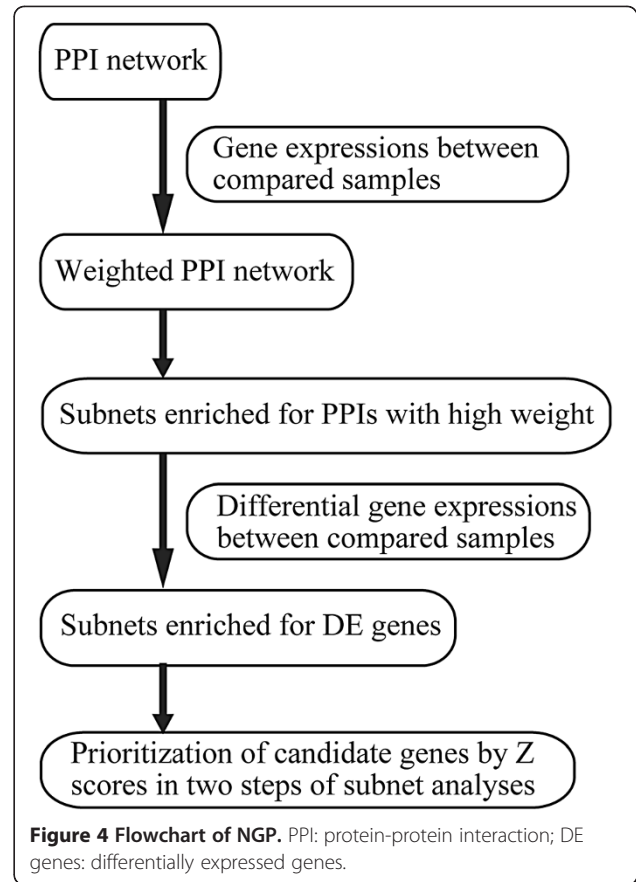 PPI network
Gene expressions between
compared samples
Weighted PPI network
Subnets enriched for PPIs with high weight
Differential gene expressions
between compared samples
Subnets enriched for DE genes
Prioritization of candidate genes by Z
scores in two steps of subnet analyses
Figure 4 Flowchart of NGP. PPI: protein-protein interaction; DE
genes: differentially expressed genes.